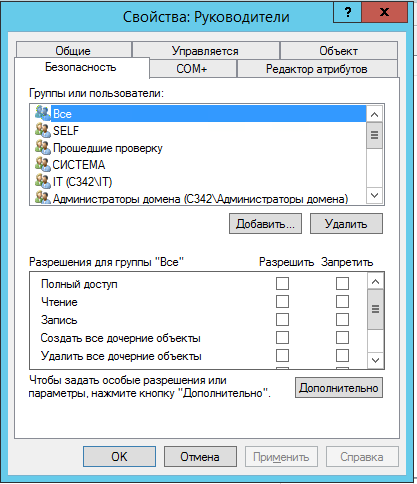 Свойства: Руководители
?
x
Общие Управляется Объект
Безопасность COM+ Редактор атрибутов
Группы или пользователи:
Все
SELF
Прошедшие проверку
СИСТЕМА
IT (C342\IT)
Администраторы домена (C342\Администраторы домена)
Добавить... Удалить
Разрешения для группы "Все" Разрешить Запретить
Полный доступ
Чтение
Запись
Создать все дочерние объекты
Удалить все дочерние объекты
Чтобы задать особые разрешения или
параметры, нажмите кнопку "Дополнительно".
Дополнительно
OK Отмена Применить Справка